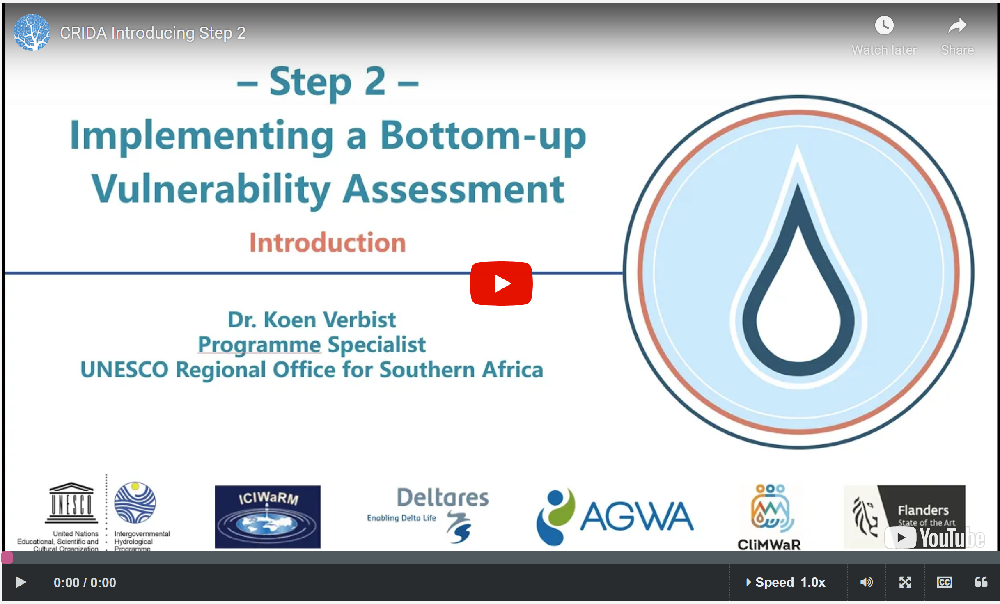 CRIDA Introducing Step 2
Watch later
Share
– Step 2 –
Implementing a Bottom-up
Vulnerability Assessment
Introduction
Dr. Koen Verbist
Programme Specialist
UNESCO Regional Office for Southern Africa
UNESCO
United Nations
Educational, Scientific and
Cultural Organization
Intergovernmental
Hydrological
Programme
ICIWaRM
Deltares
Enabling Delta Life
AGWA
CliMWaR
Flanders
State of the Art
YouTube
0:00 / 0:00
Speed 1.0x
CC